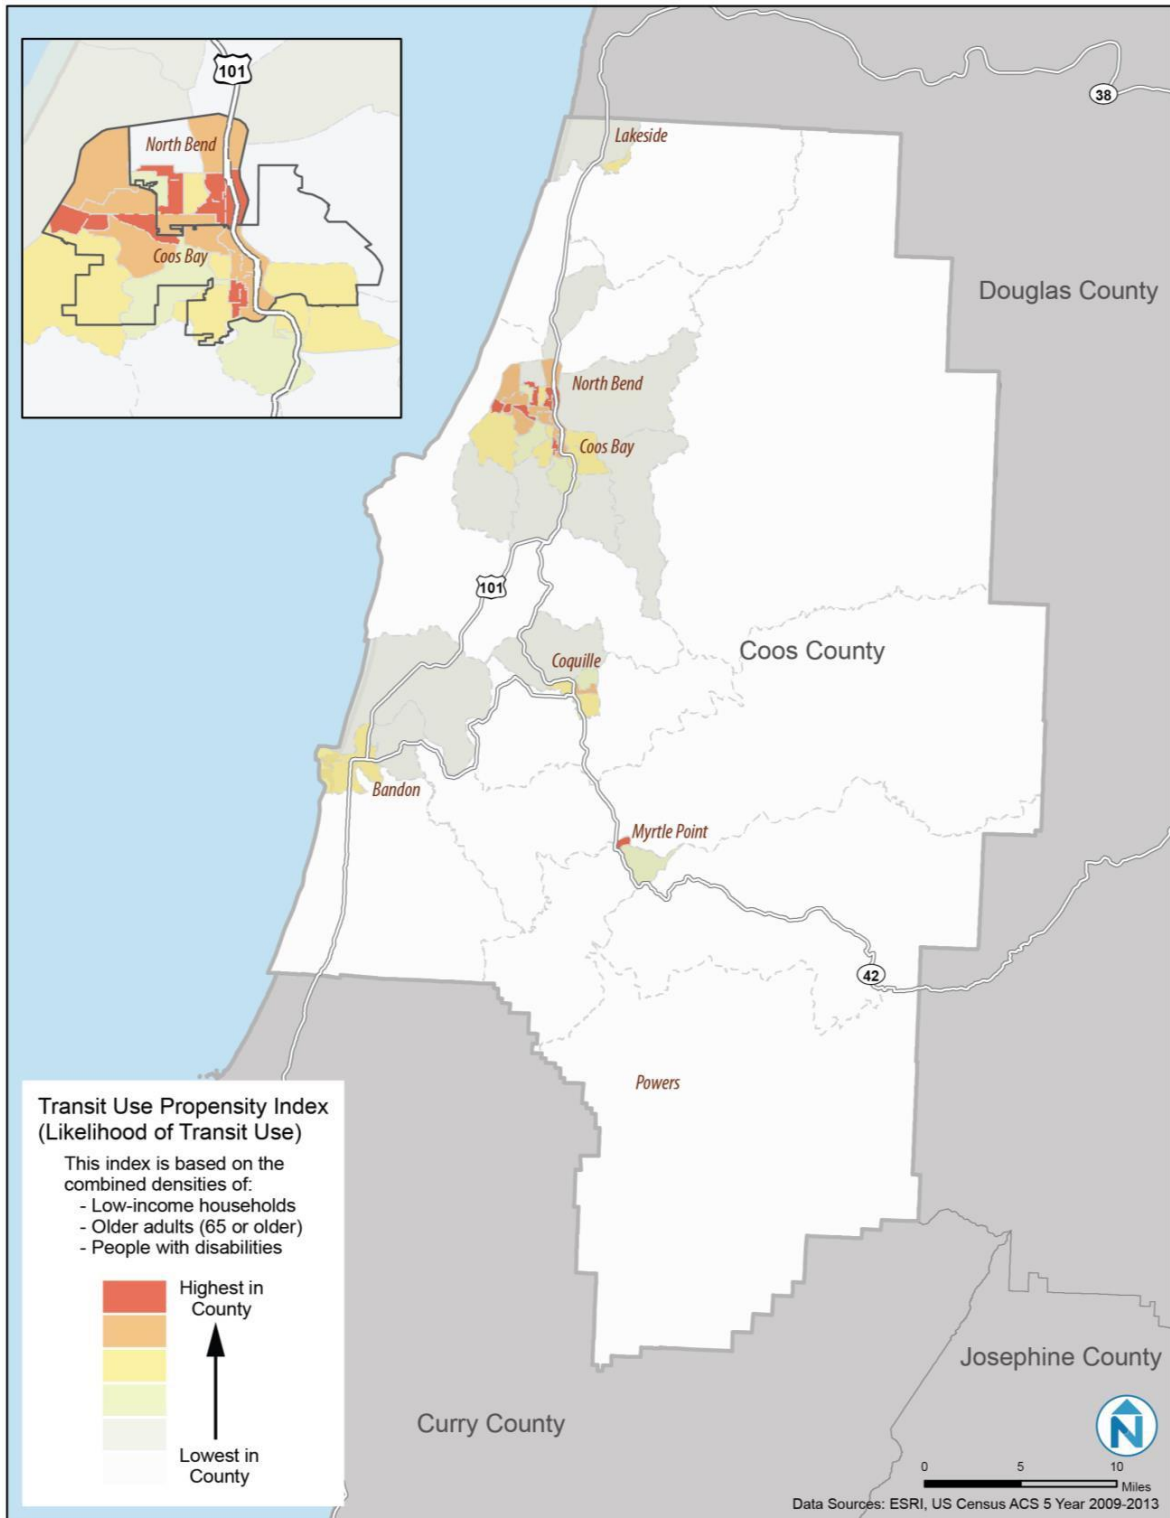 101
North Bend
Coos Bay
38
Lakeside
Douglas County
North Bend
Coos Bay
101
Coos County
Coquille
Bandon
Myrtle Point
42
Powers
Transit Use Propensity Index
(Likelihood of Transit Use)
This index is based on the
combined densities of:
- Low-income households
- Older adults (65 or older)
- People with disabilities
Highest in
County
Lowest in
County
Josephine County
Curry County
N
0 5 10
Miles
Data Sources: ESRI, US Census ACS 5 Year 2009-2013